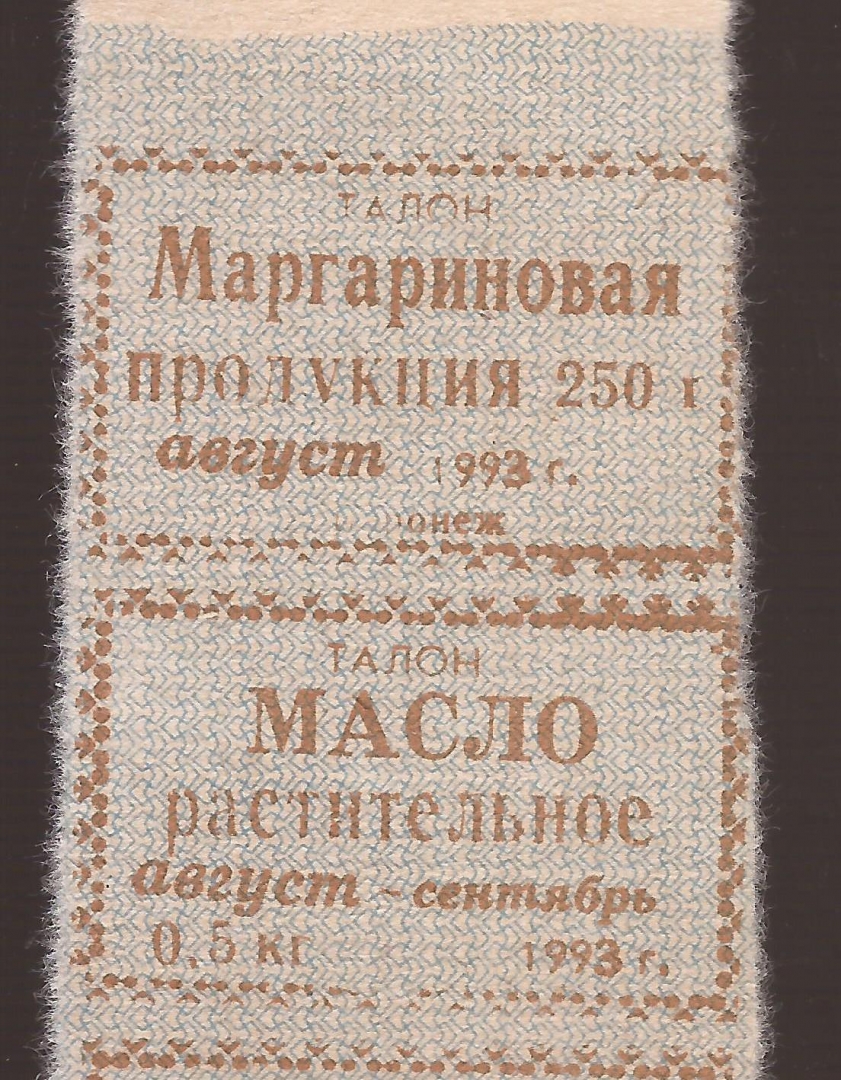 ТАЛОН
Маргариновая
продукция 250 г
август 1993 г.
ТАЛОН
МАСЛО
растительное
август - сентябрь
0,5 кг 1993 г.